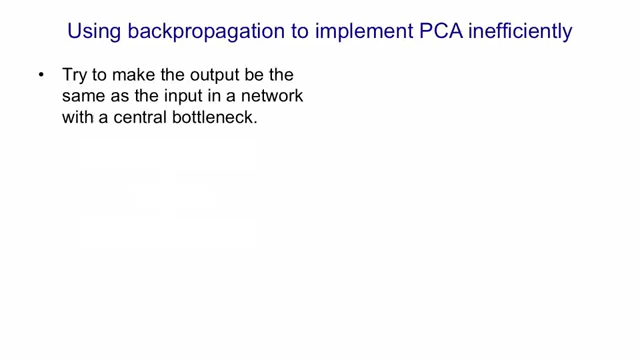 Using backpropagation to implement PCA inefficiently
• Try to make the output be the
same as the input in a network
with a central bottleneck.